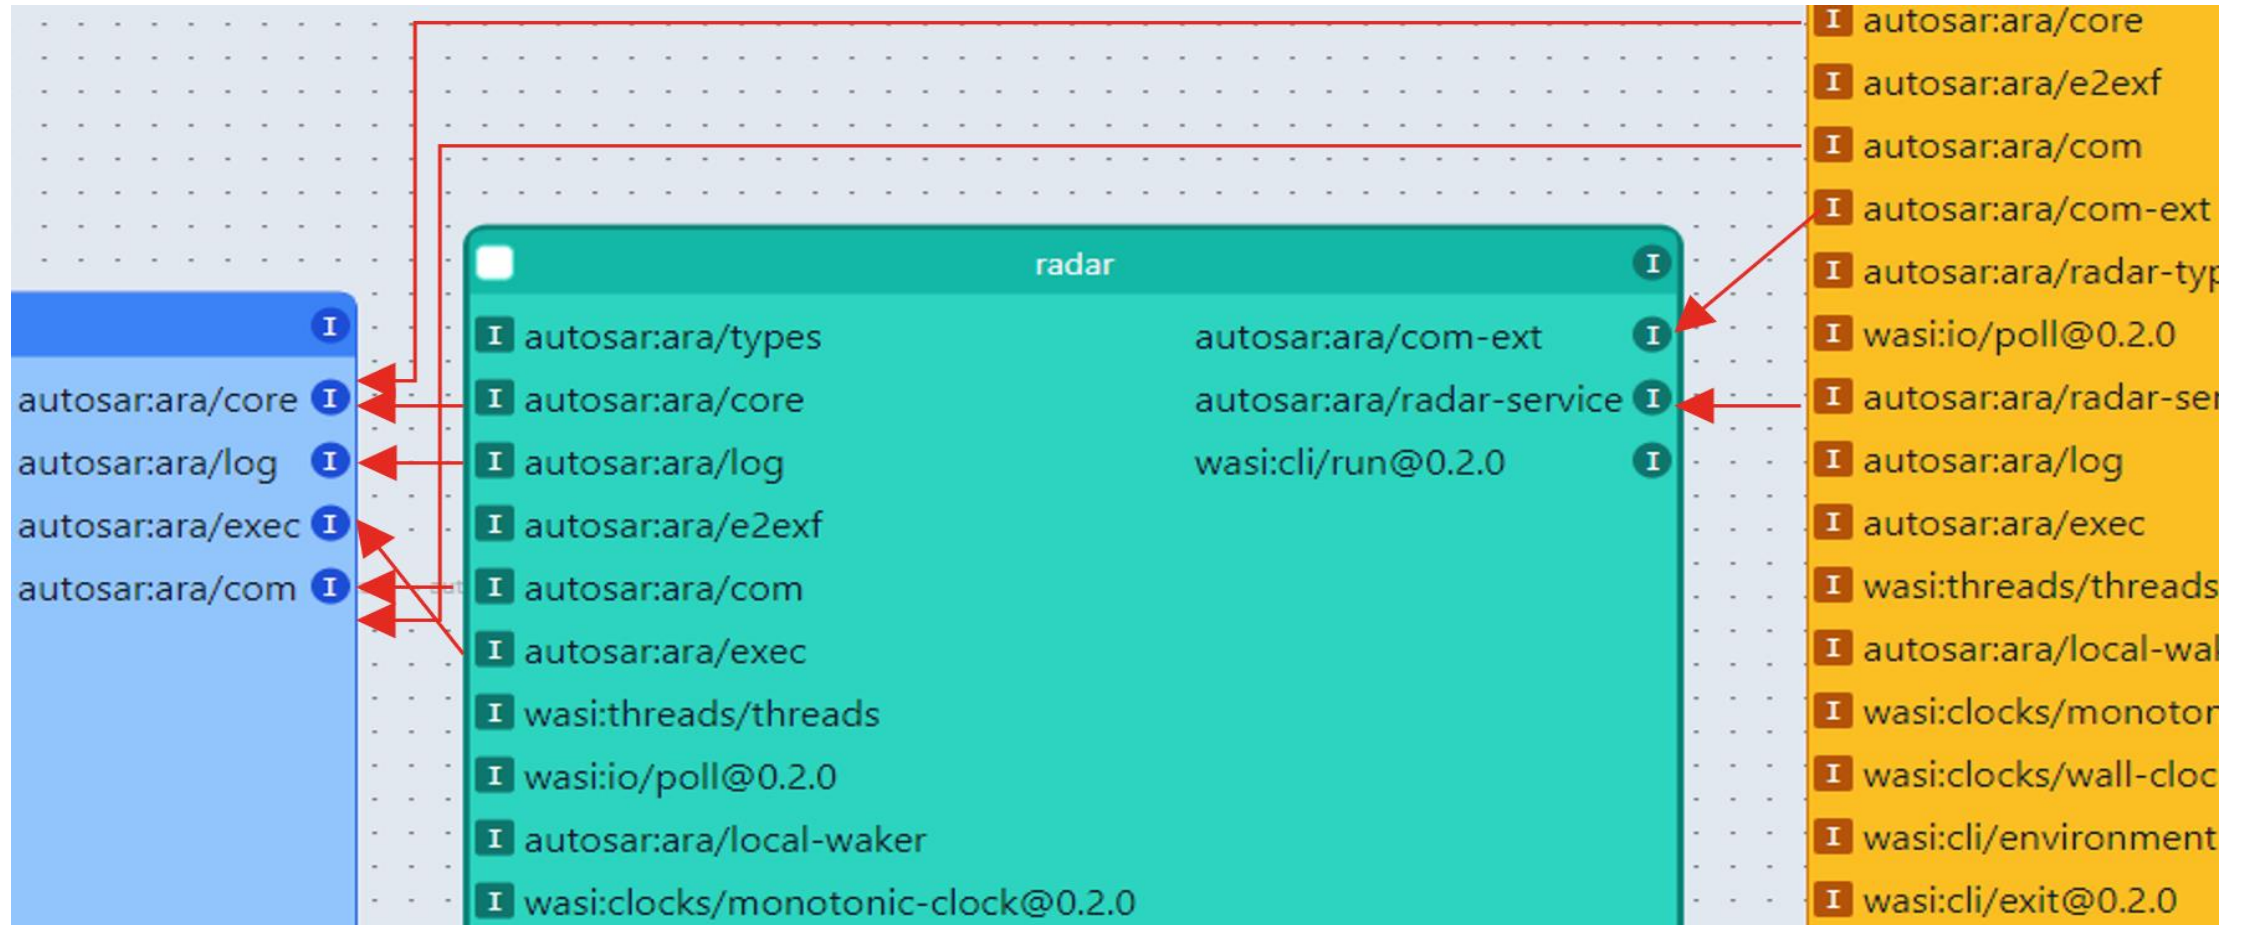 autosar:ara/core
autosar:ara/log
autosar:ara/exec
autosar:ara/com
radar
autosar:ara/types
autosar:ara/core
autosar:ara/log
autosar:ara/e2exf
autosar:ara/com
autosar:ara/exec
wasi:threads/threads
wasi:io/poll@0.2.0
autosar:ara/local-waker
wasi:clocks/monotonic-clock@0.2.0
autosar:ara/com-ext
autosar:ara/radar-service
wasi:cli/run@0.2.0
autosar:ara/core
autosar:ara/e2exf
autosar:ara/com
autosar:ara/com-ext
autosar:ara/radar-typ
wasi:io/poll@0.2.0
autosar:ara/radar-ser
autosar:ara/log
autosar:ara/exec
wasi:threads/threads
autosar:ara/local-wak
wasi:clocks/monoton
wasi:clocks/wall-cloc
wasi:cli/environment
wasi:cli/exit@0.2.0